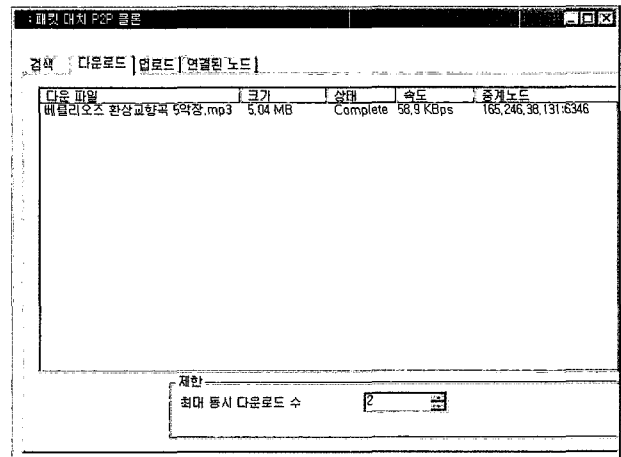 : 패킷 대치 P2P 클론
검색 다운로드 법로드 연결된 노드
다운 파일 크기 상태 속도 중계노드
베를리오즈 환상교향곡 5악장.mp3 5,04 MB Complete 58,9 KBps 165,246,38,131:6346
제한
최대 동시 다운로드 수 2